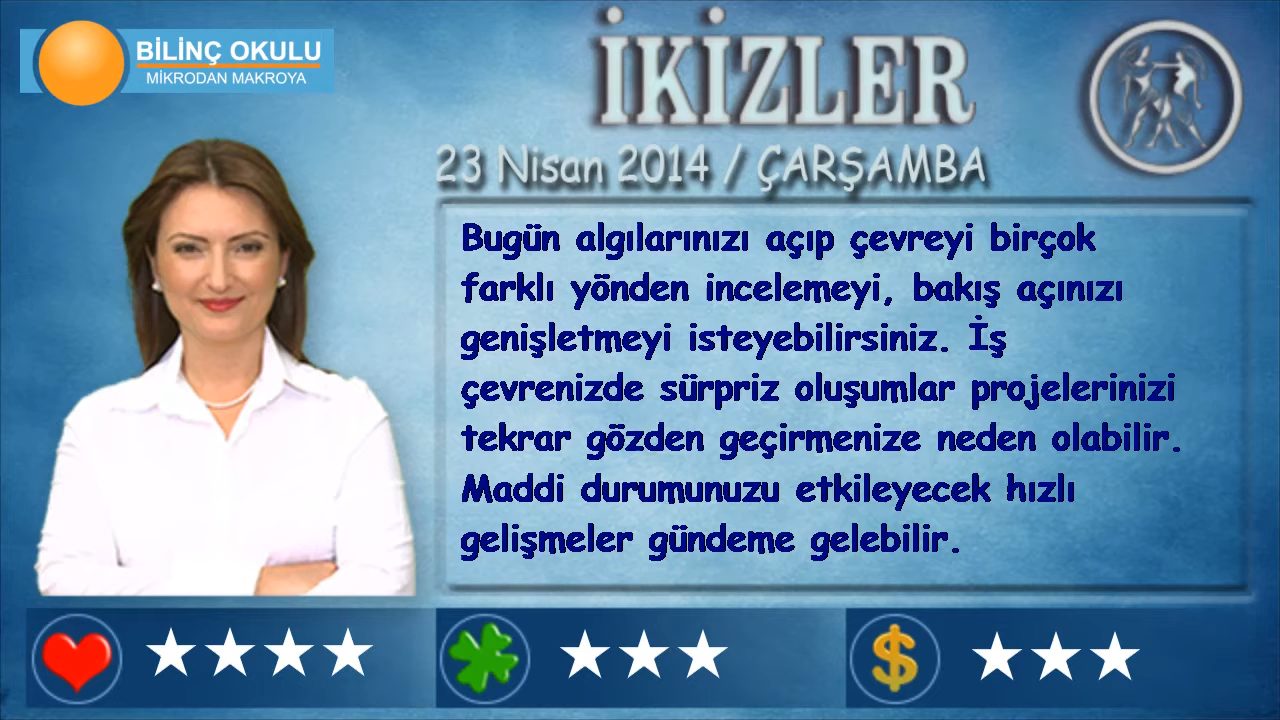 BİLİNÇ OKULU
MİKRODAN MAKROYA
İKİZLER
23 Nisan 2014 / ÇARŞAMBA
Bugün algılarınızı açıp çevreyi birçok
farklı yönden incelemeyi, bakış açınızı
genişletmeyi isteyebilirsiniz. İş
çevrenizde sürpriz oluşumlar projelerinizi
tekrar gözden geçirmenize neden olabilir.
Maddi durumunuzu etkileyecek hızlı
gelişmeler gündeme gelebilir.
$